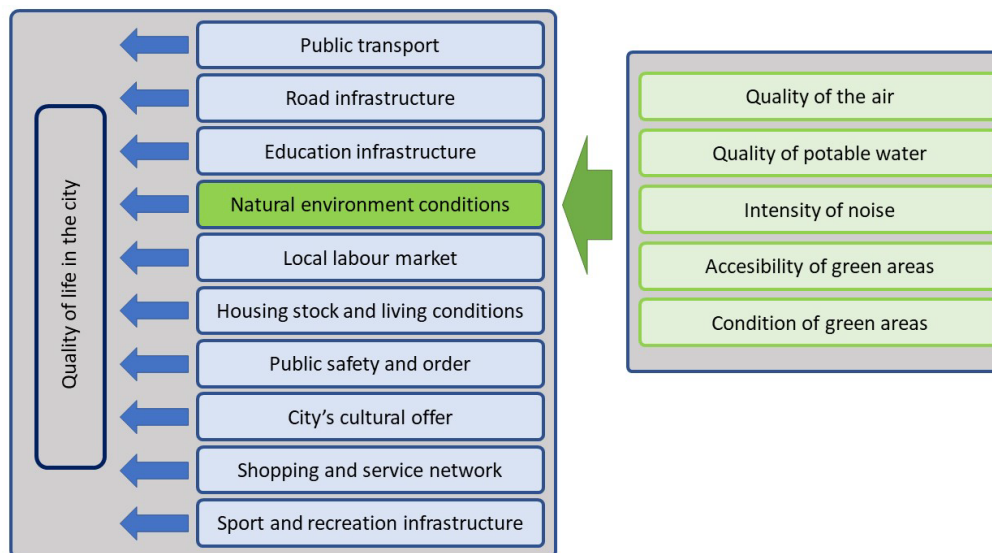 Quality of life in the city
Public transport
Road infrastructure
Education infrastructure
Natural environment conditions
Local labour market
Housing stock and living conditions
Public safety and order
City’s cultural offer
Shopping and service network
Sport and recreation infrastructure
Quality of the air
Quality of potable water
Intensity of noise
Accesibility of green areas
Condition of green areas